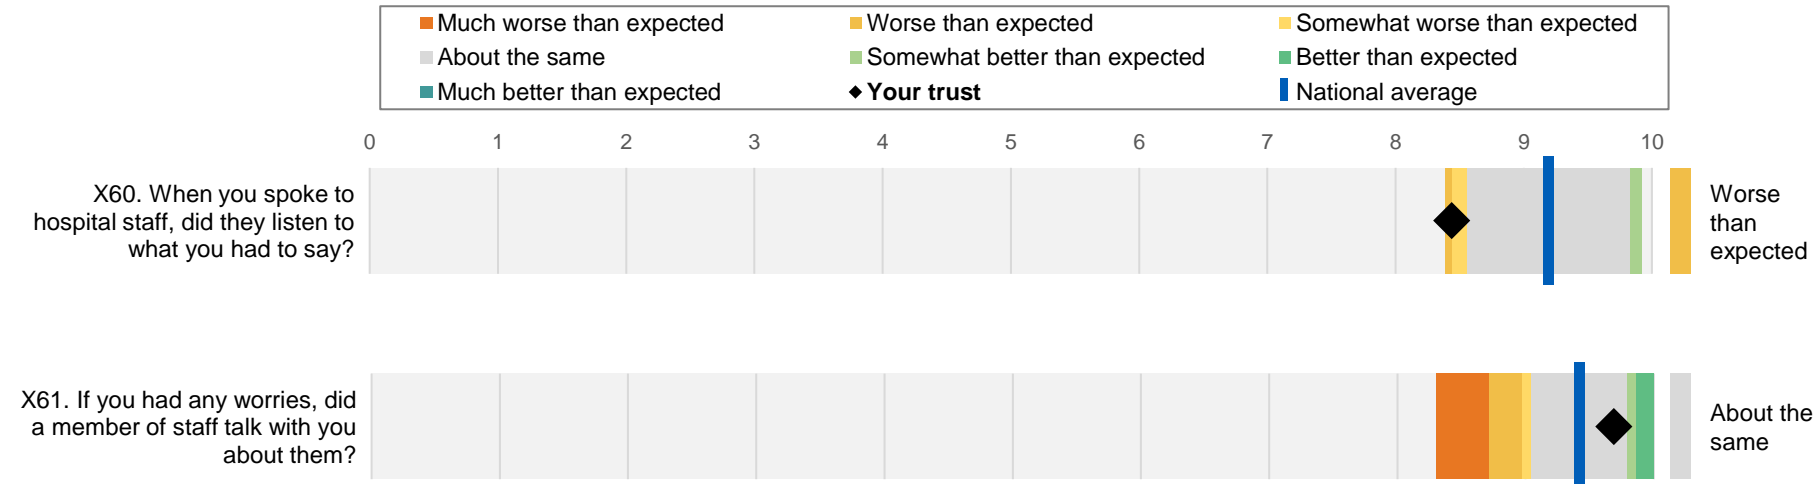 Much worse than expected
Worse than expected
Somewhat worse than expected
About the same
Somewhat better than expected
Better than expected
Much better than expected
Your trust
National average
0 1 2 3 4 5 6 7 8 9 10
X60. When you spoke to
hospital staff, did they listen to
what you had to say?
Worse
than
expected
X61. If you had any worries, did
a member of staff talk with you
about them?
About the
same